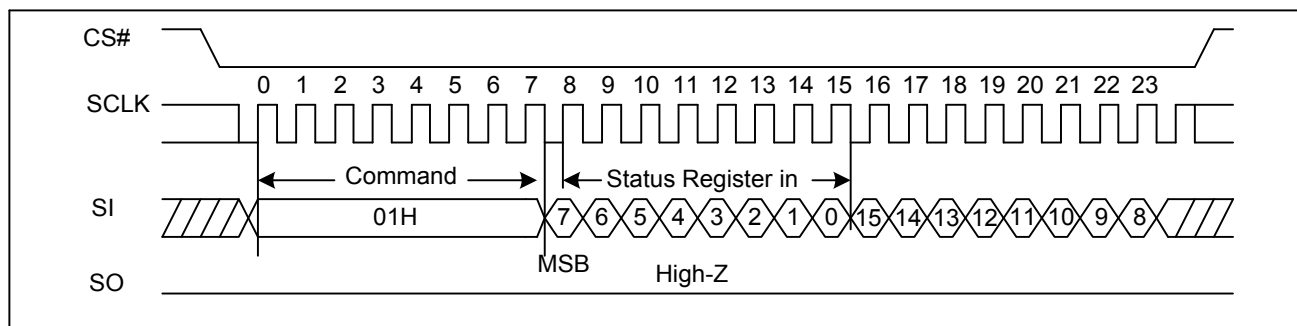 CS#
0 1 2 3 4 5 6 7 8 9 10 11 12 13 14 15 16 17 18 19 20 21 22 23
SCLK
Command Status Register in
SI 01H 7 6 5 4 3 2 1 0 15 14 13 12 11 10 9 8
MSB High-Z
SO